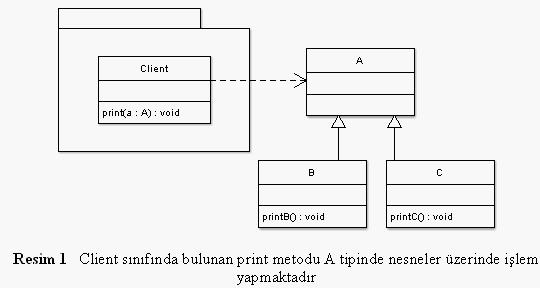 Client
A
print(a : A) : void
B
C
printB() : void
printC() : void
Resim 1 Client sınıfında bulunan print metodu A tipinde nesneler üzerinde işlem
yapmaktadır